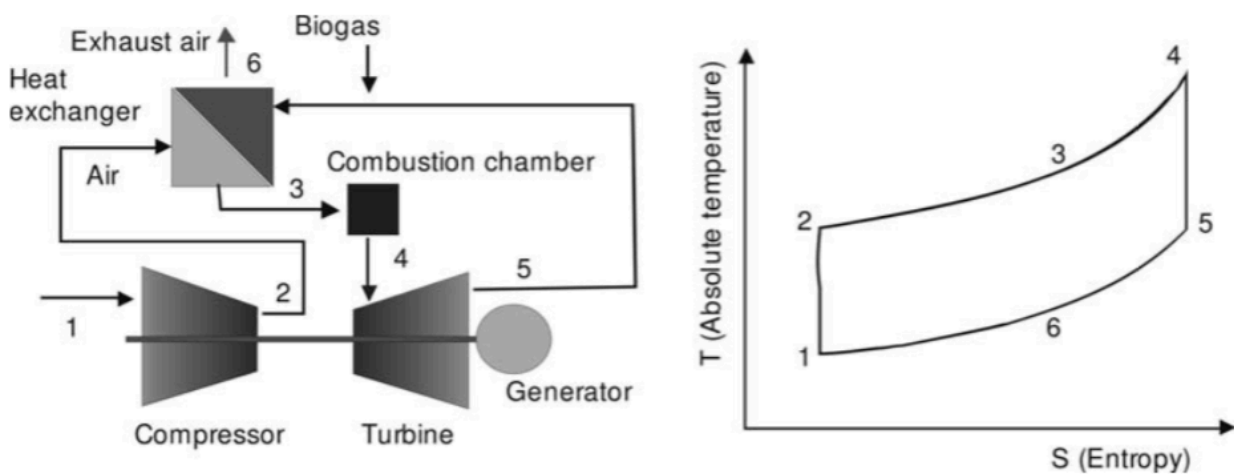 Biogas
Exhaust air
6
Heat
exchanger
Air
Combustion chamber
3
4
5
2
1
Generator
Compressor
Turbine
T (Absolute temperature)
4
3
2
5
6
1
S (Entropy)